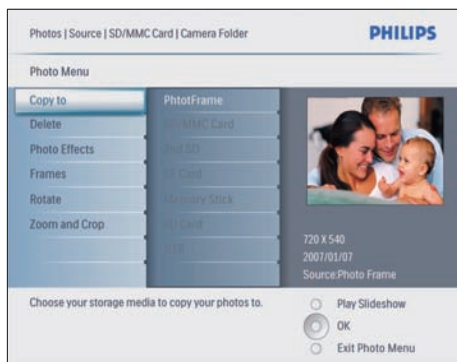 Photos | Source | SD/MMC Card | Camera Folder
PHILIPS
Photo Menu
Copy to
Delete
Photo Effects
Frames
Rotate
Zoom and Crop
PhtotFrame
SD/MMC Card
2nd SD
Memory Stick
720 X 540
2007/01/07
Source:Photo Frame
Choose your storage media to copy your photos to.
Play Slideshow
OK
Exit Photo Menu